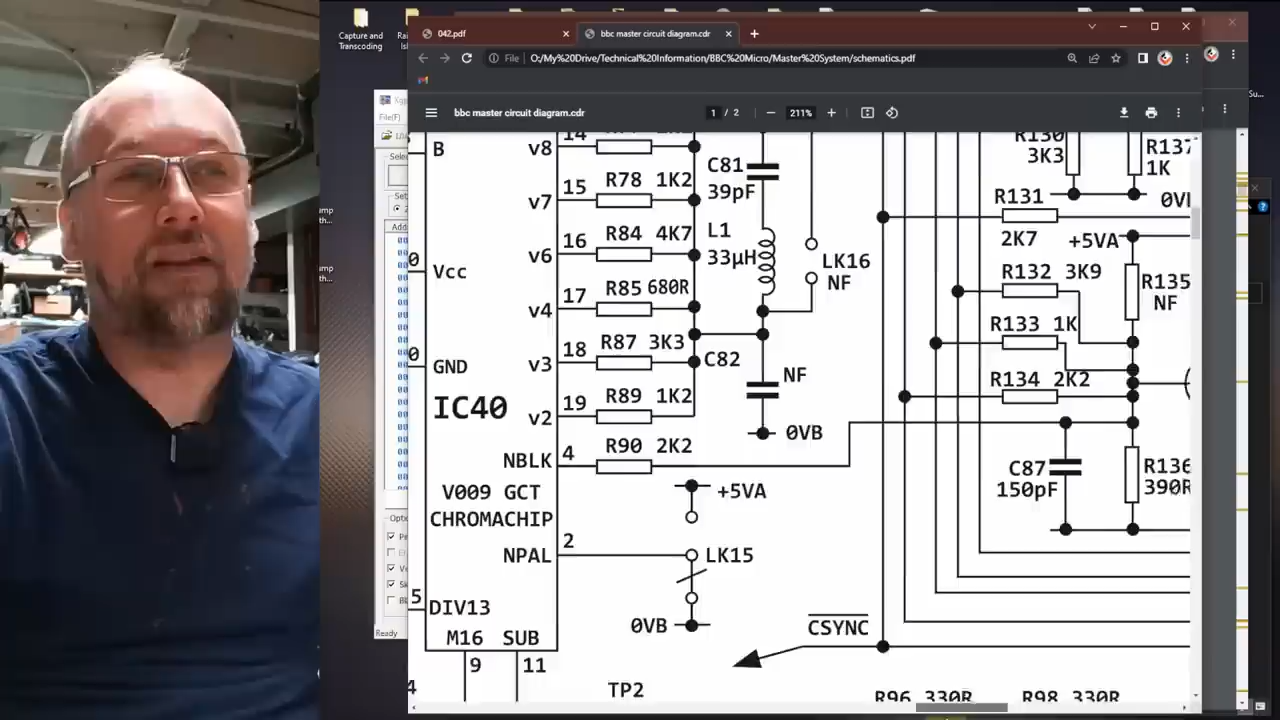 Capture and
Transcoding
042.pdf
bbc master circuit diagram.cdr
File
O:/My%20Drive/Technical%20Information/BBC%20Micro/Master%20System/schematics.pdf
bbc master circuit diagram.cdr
1 / 2
211%
File(F)
B
v8
14
C81
39pF
R130
3K3
R137
1K
v7
15
R78 1K2
R131
2K7
0V
+5VA
v6
16
R84 4K7
L1
33µH
LK16
NF
Vcc
R132 3K9
R135
NF
v4
17
R85 680R
R133 1K
v3
18
R87 3K3
C82
GND
NF
R134 2K2
IC40
v2
19
R89 1K2
0VB
NBLK
4
R90 2K2
C87
150pF
R136
390R
V009 GCT
CHROMACHIP
+5VA
NPAL
2
LK15
5
DIV13
0VB
CSYNC
M16 SUB
9
11
4
TP2
R96 330R
R98 330R
Ready